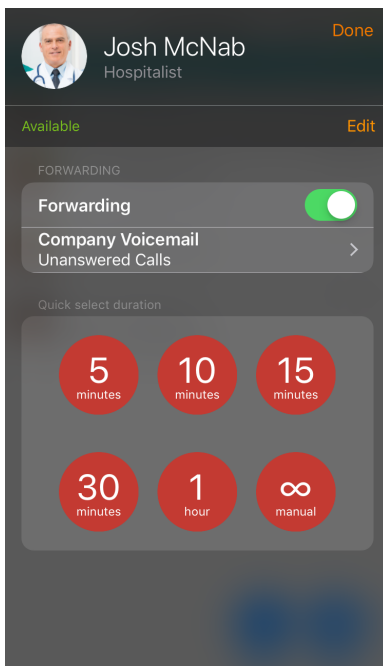 Josh McNab
Done
Hospitalist
Available
Edit
FORWARDING
Forwarding
Company Voicemail
Unanswered Calls
Quick select duration
5
minutes
10
minutes
15
minutes
30
minutes
1
hour
∞
manual